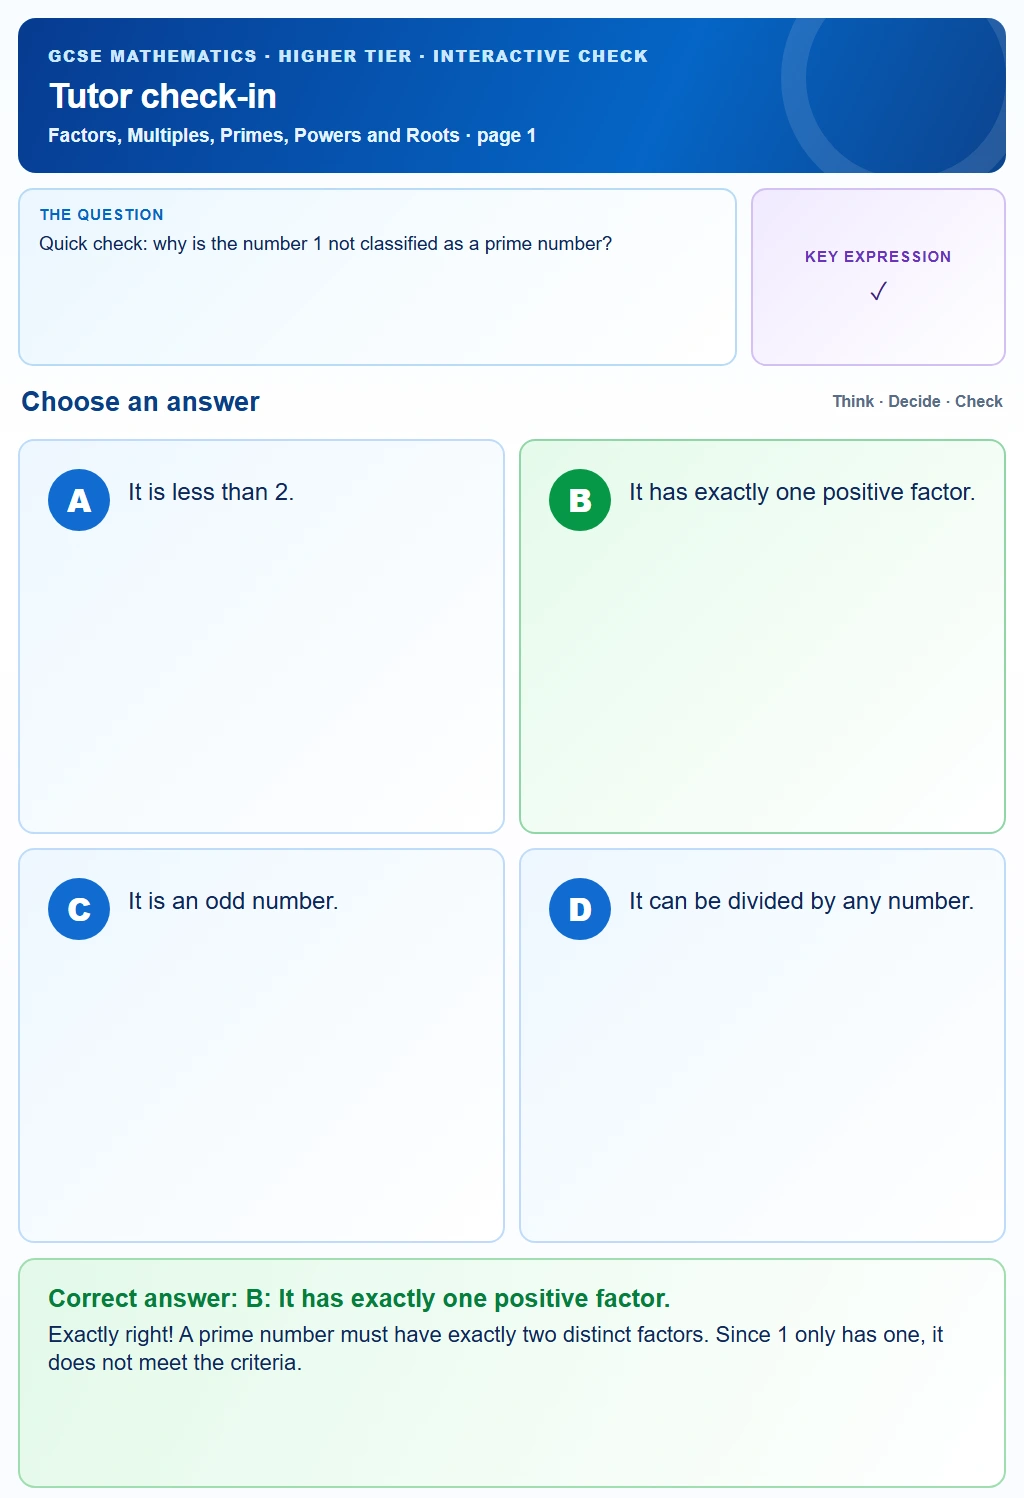 GCSE MATHEMATICS · HIGHER TIER · INTERACTIVE CHECK
Tutor check-in
Factors, Multiples, Primes, Powers and Roots · page 1
THE QUESTION
Quick check: why is the number 1 not classified as a prime number?
KEY EXPRESSION
✓
Choose an answer
Think · Decide · Check
A
It is less than 2.
B
It has exactly one positive factor.
C
It is an odd number.
D
It can be divided by any number.
Correct answer: B: It has exactly one positive factor.
Exactly right! A prime number must have exactly two distinct factors. Since 1 only has one, it
does not meet the criteria.